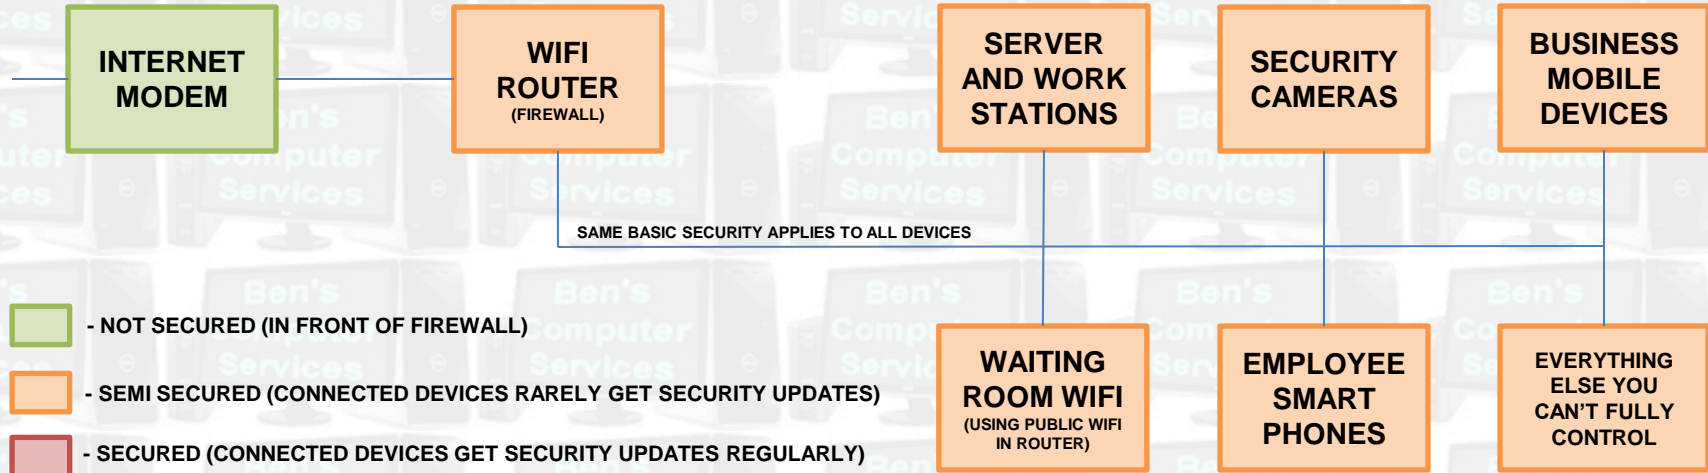 INTERNET
MODEM
WIFI
ROUTER
(FIREWALL)
SERVER
AND WORK
STATIONS
SECURITY
CAMERAS
BUSINESS
MOBILE
DEVICES
SAME BASIC SECURITY APPLIES TO ALL DEVICES
- NOT SECURED (IN FRONT OF FIREWALL)
- SEMI SECURED (CONNECTED DEVICES RARELY GET SECURITY UPDATES)
- SECURED (CONNECTED DEVICES GET SECURITY UPDATES REGULARLY)
WAITING
ROOM WIFI
(USING PUBLIC WIFI
IN ROUTER)
EMPLOYEE
SMART
PHONES
EVERYTHING
ELSE YOU
CAN'T FULLY
CONTROL
Ben's
Computer
Services